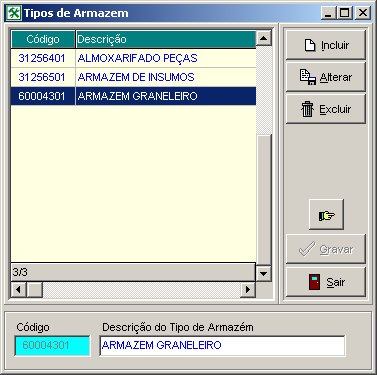 Tipos de Armazem
Código Descrição
31256401 ALMOXARIFADO PEÇAS
31256501 ARMAZEM DE INSUMOS
60004301 ARMAZEM GRANELEIRO
3/3
Incluir
Alterar
Excluir
Gravar
Sair
Código Descrição do Tipo de Armazém
60004301 ARMAZEM GRANELEIRO